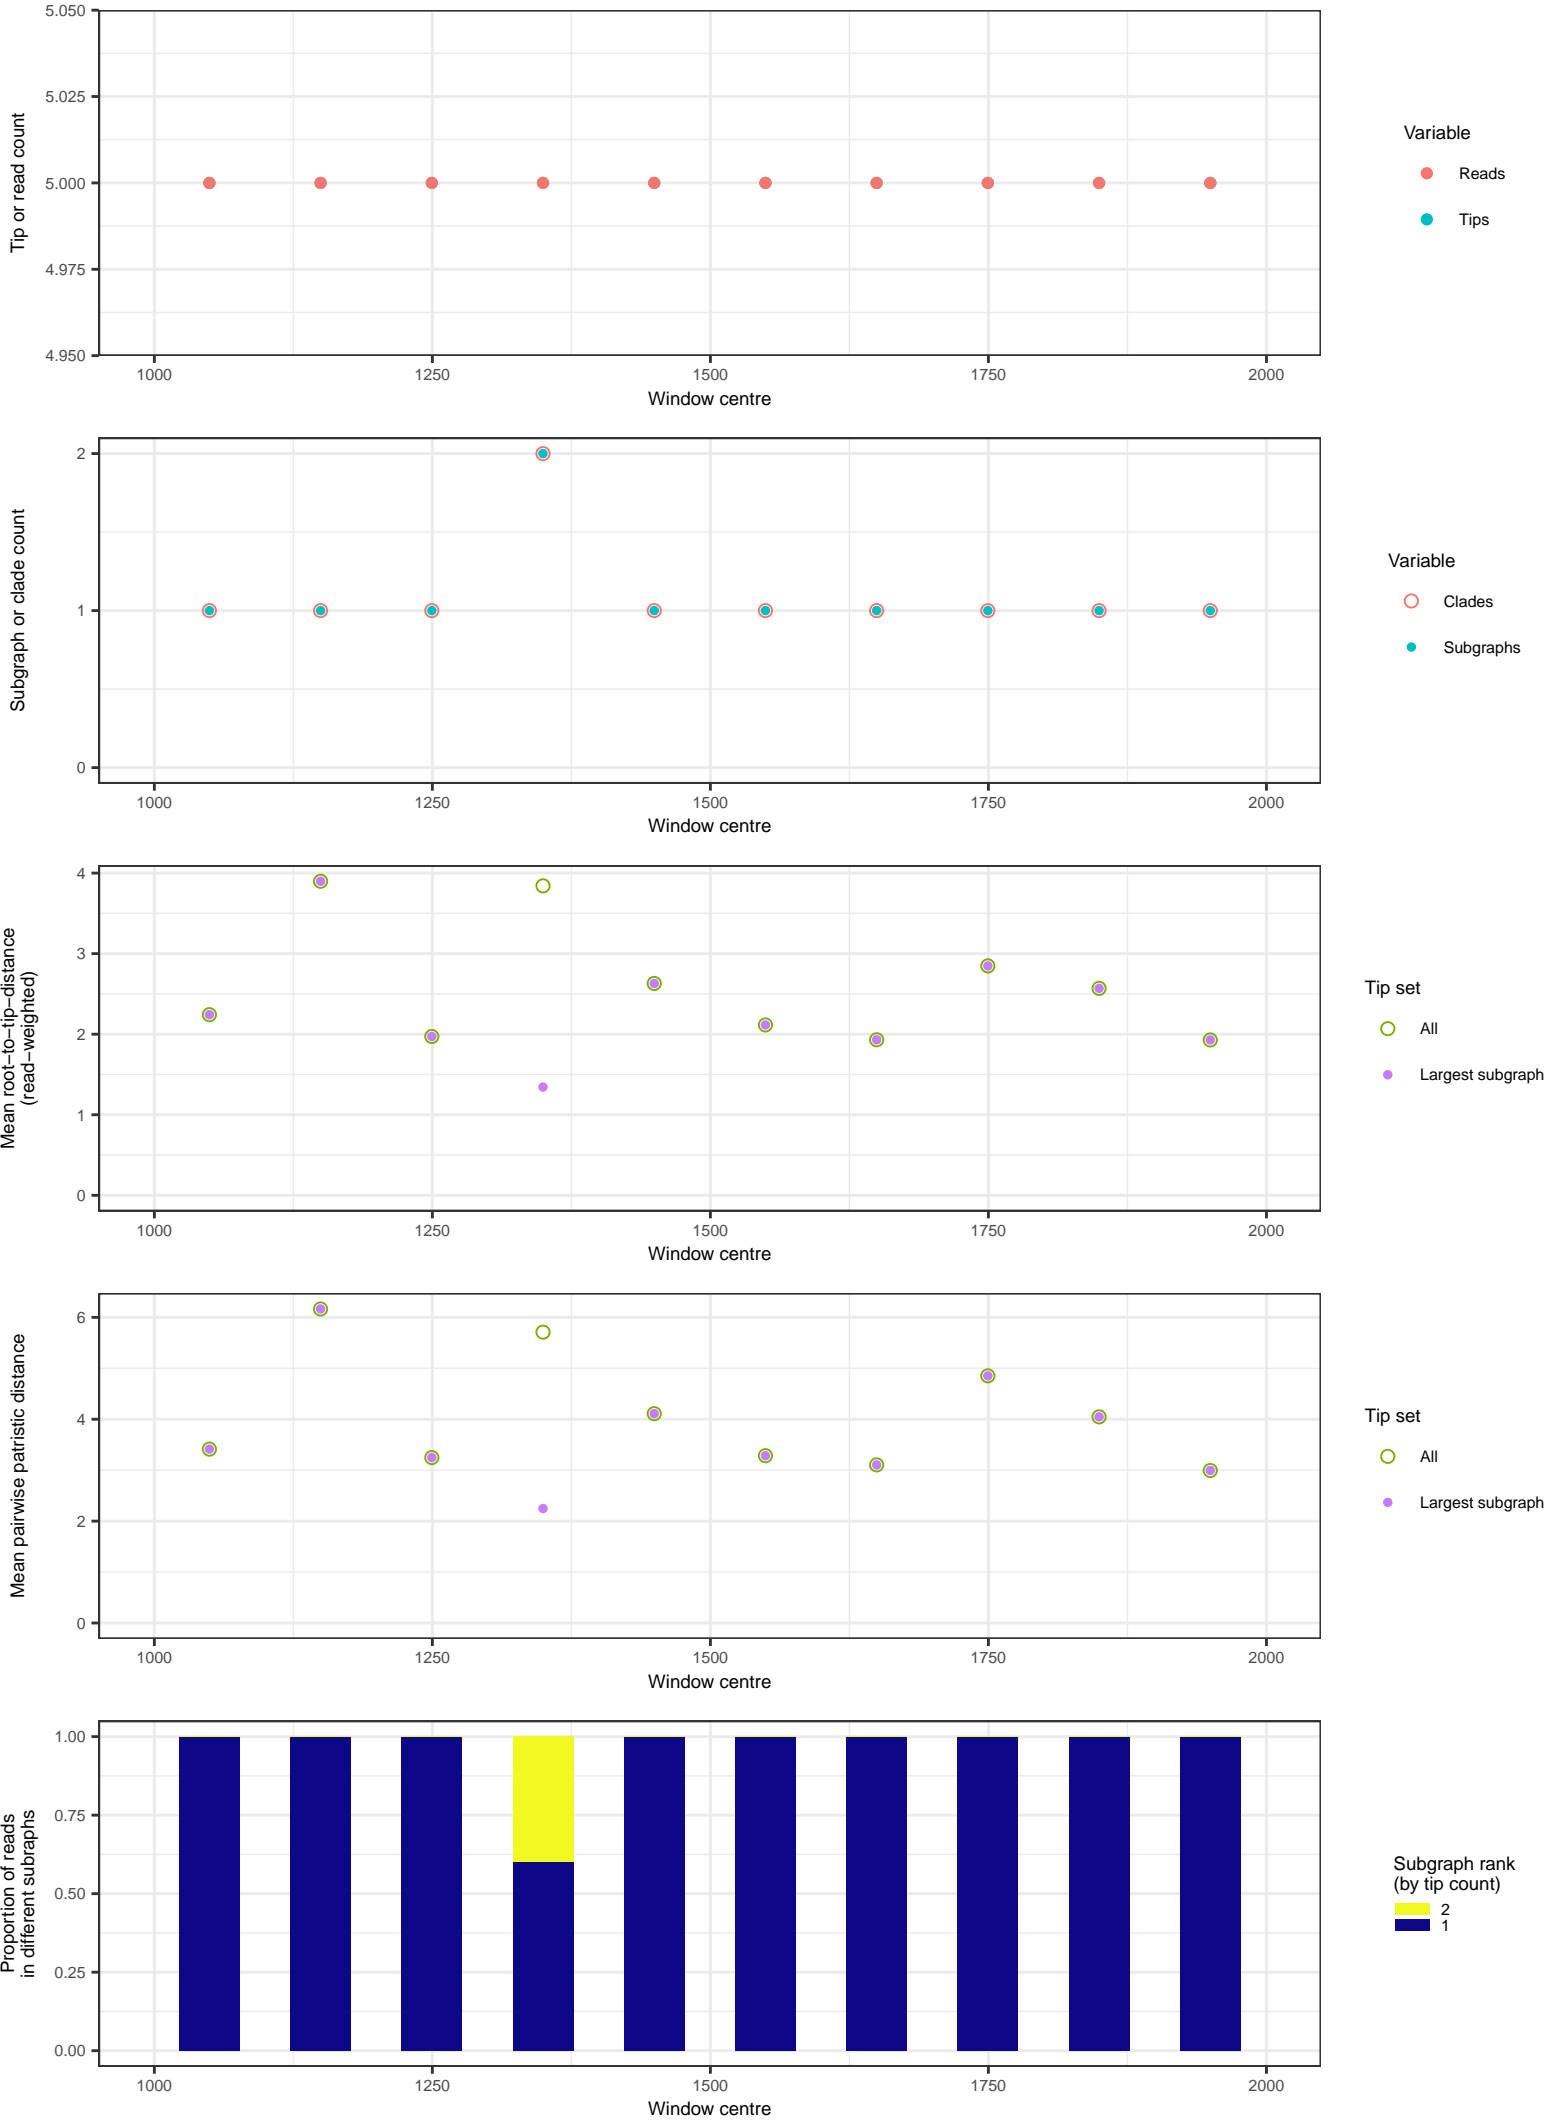 5.050
5.025
5.000
4.975
4.950
Tip or read count
1000
1250
1500
1750
2000
Window centre
Variable
Reads
Tips
2
1
0
Subgraph or clade count
1000
1250
1500
1750
2000
Window centre
Variable
Clades
Subgraphs
4
3
2
1
0
Mean root−to−tip−distance
(read−weighted)
1000
1250
1500
1750
2000
Window centre
Tip set
All
Largest subgraph
6
4
2
0
Mean pairwise patristic distance
1000
1250
1500
1750
2000
Window centre
Tip set
All
Largest subgraph
1.00
0.75
0.50
0.25
0.00
Proportion of reads
in different subraphs
1000
1250
1500
1750
2000
Window centre
Subgraph rank
(by tip count)
2
1